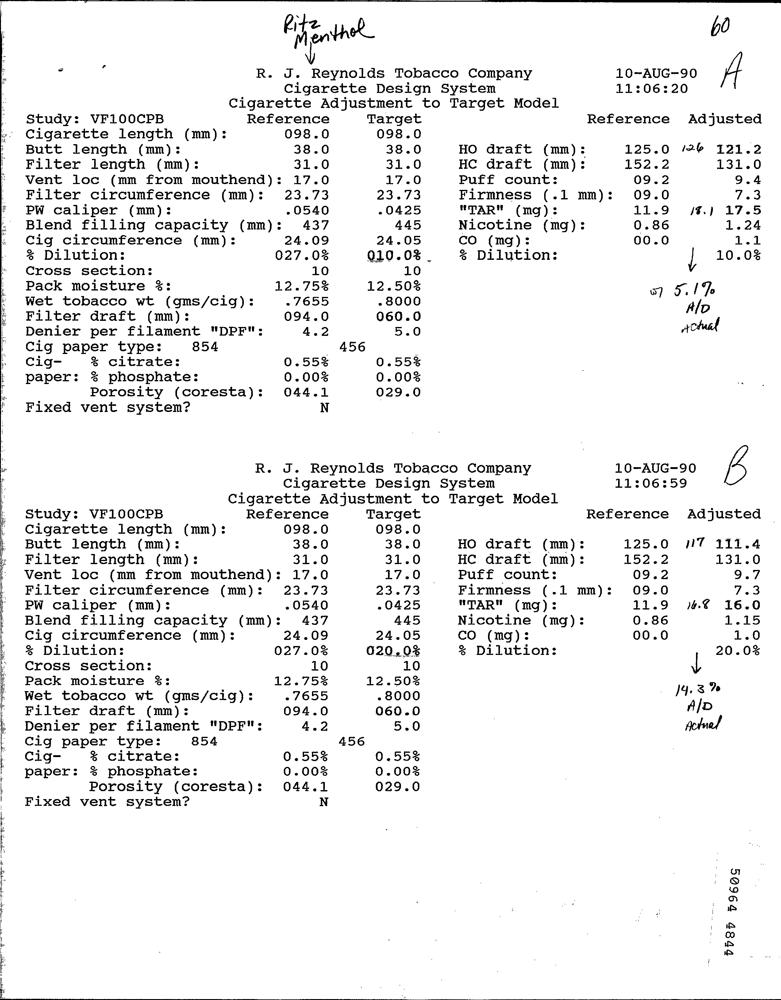 Ritz
Menthol
60
R. J. Reynolds Tobacco Company 10-AUG-90 A
Cigarette Design System 11:06:20
Cigarette Adjustment to Target Model
Study: VF100CPB Reference Target Reference Adjusted
Cigarette length (mm): 098.0 098.0
Butt length (mm): 38.0 38.0 HO draft (mm): 125.0 126 121.2
Filter length (mm): 31.0 31.0 HC draft (mm): 152.2 131.0
Vent loc (mm from mouthend): 17.0 17.0 Puff count: 09.2 9.4
Filter circumference (mm): 23.73 23.73 Firmness (.1 mm): 09.0 7.3
PW caliper (mm): .0540 .0425 "TAR" (mg): 11.9 18.1 17.5
Blend filling capacity (mm): 437 445 Nicotine (mg): 0.86 1.24
Cig circumference (mm): 24.09 24.05 CO (mg): 00.0 1.1
% Dilution: 027.0% 010.0% % Dilution: 10.0%
Cross section: 10 10
Pack moisture %: 12.75% 12.50%
Wet tobacco wt (gms/cig): .7655 .8000 5.1%
Filter draft (mm): 094.0 060.0 A/D
Denier per filament "DPF": 4.2 5.0 Actual
Cig paper type: 854 456
Cig- % citrate: 0.55% 0.55%
paper: % phosphate: 0.00% 0.00%
Porosity (coresta): 044.1 029.0
Fixed vent system? N
R. J. Reynolds Tobacco Company 10-AUG-90 B
Cigarette Design System 11:06:59
Cigarette Adjustment to Target Model
Study: VF100CPB Reference Target Reference Adjusted
Cigarette length (mm): 098.0 098.0
Butt length (mm): 38.0 38.0 HO draft (mm): 125.0 117 111.4
Filter length (mm): 31.0 31.0 HC draft (mm): 152.2 131.0
Vent loc (mm from mouthend): 17.0 17.0 Puff count: 09.2 9.7
Filter circumference (mm): 23.73 23.73 Firmness (.1 mm): 09.0 7.3
PW caliper (mm): .0540 .0425 "TAR" (mg): 11.9 16.8 16.0
Blend filling capacity (mm): 437 445 Nicotine (mg): 0.86 1.15
Cig circumference (mm): 24.09 24.05 CO (mg): 00.0 1.0
% Dilution: 027.0% 020.0% % Dilution: 20.0%
Cross section: 10 10
Pack moisture %: 12.75% 12.50%
Wet tobacco wt (gms/cig): .7655 .8000 14.3%
Filter draft (mm): 094.0 060.0 A/D
Denier per filament "DPF": 4.2 5.0 Actual
Cig paper type: 854 456
Cig- % citrate: 0.55% 0.55%
paper: % phosphate: 0.00% 0.00%
Porosity (coresta): 044.1 029.0
Fixed vent system? N
50964 4844